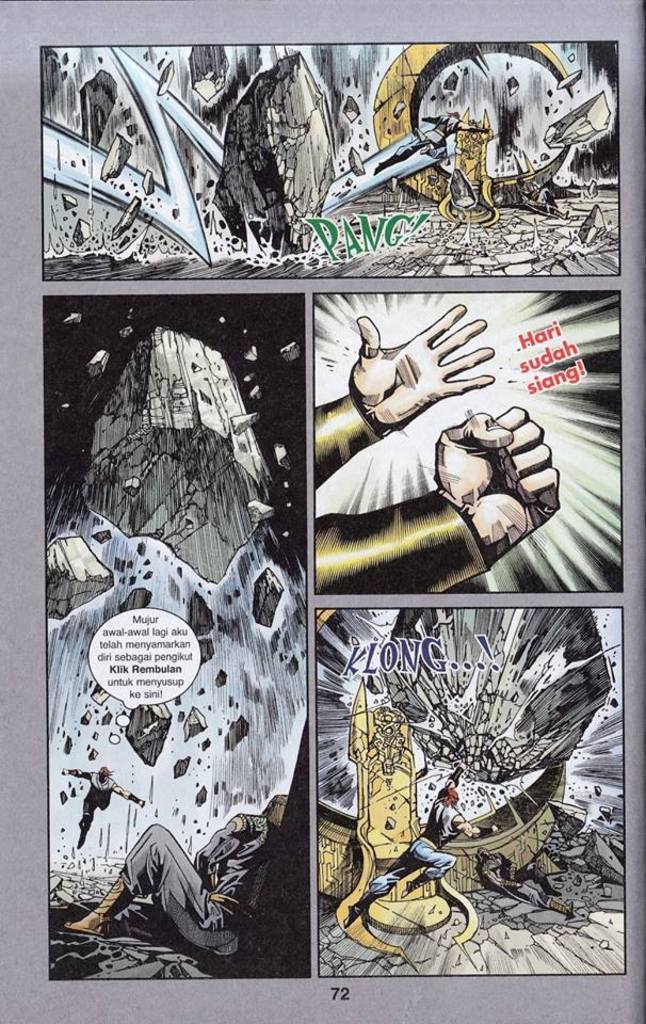 PANG!
Mujur
awal-awal lagi aku
telah menyamarkan
diri sebagai pengikut
Klik Rembulan
untuk menyusup
ke sini!
Hari
sudah
siang!
KLONG...!
72